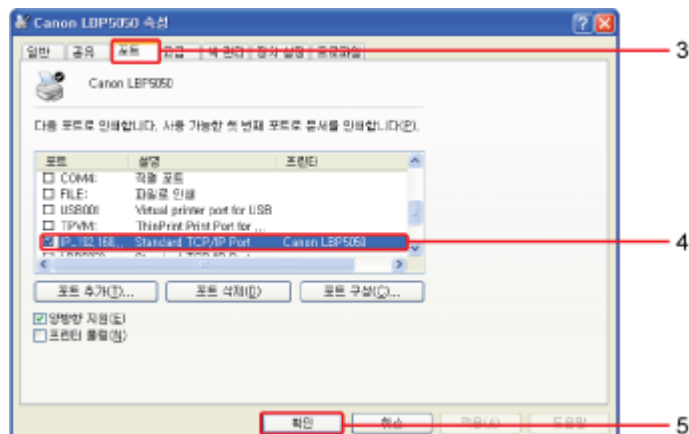 Canon LBP5050 속성
일반 공유 포트 고급 색 관리 장치 설정 프로파일 3
Canon LBP5050
다음 포트로 인쇄합니다. 사용 가능한 첫 번째 포트로 문서를 인쇄합니다(P).
포트 설명 프린터
COM4: 직렬 포트
FILE: 파일로 인쇄
USB001 Virtual printer port for USB
TPVM: ThinPrint Print Port for ...
IP_192,168... Standard TCP/IP Port Canon LBP5050 4
포트 추가(T)... 포트 삭제(D) 포트 구성(C)...
양방향 지원(E)
프린터 풀링(N)
확인 취소 적용(A) 도움말 5